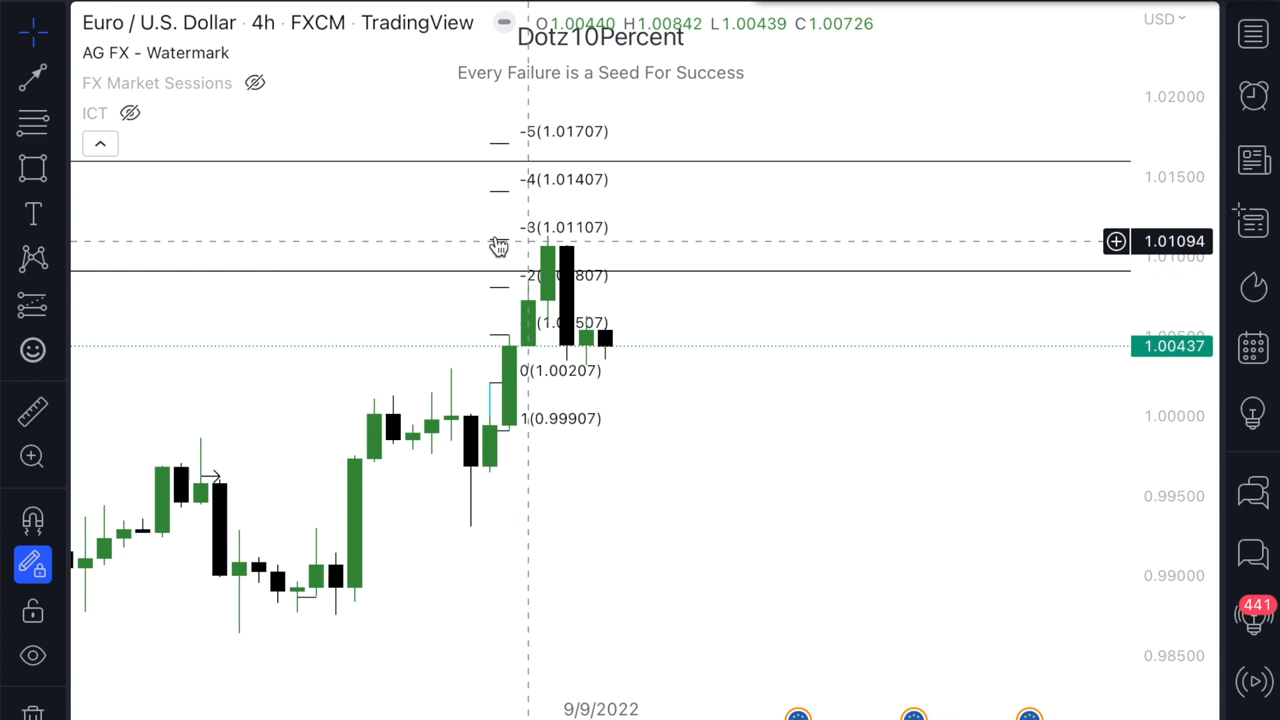 Euro / U.S. Dollar · 4h · FXCM · TradingView
O1.00440 H1.00842 L1.00439 C1.00726
USD
AG FX - Watermark
Dotz10Percent
FX Market Sessions
Every Failure is a Seed For Success
ICT
1.02000
-5(1.01707)
1.01500
-4(1.01407)
-3(1.01107)
1.01094
1.01000
1.00437
0(1.00207)
1(0.99907)
1.00000
0.99500
0.99000
441
0.98500
9/9/2022